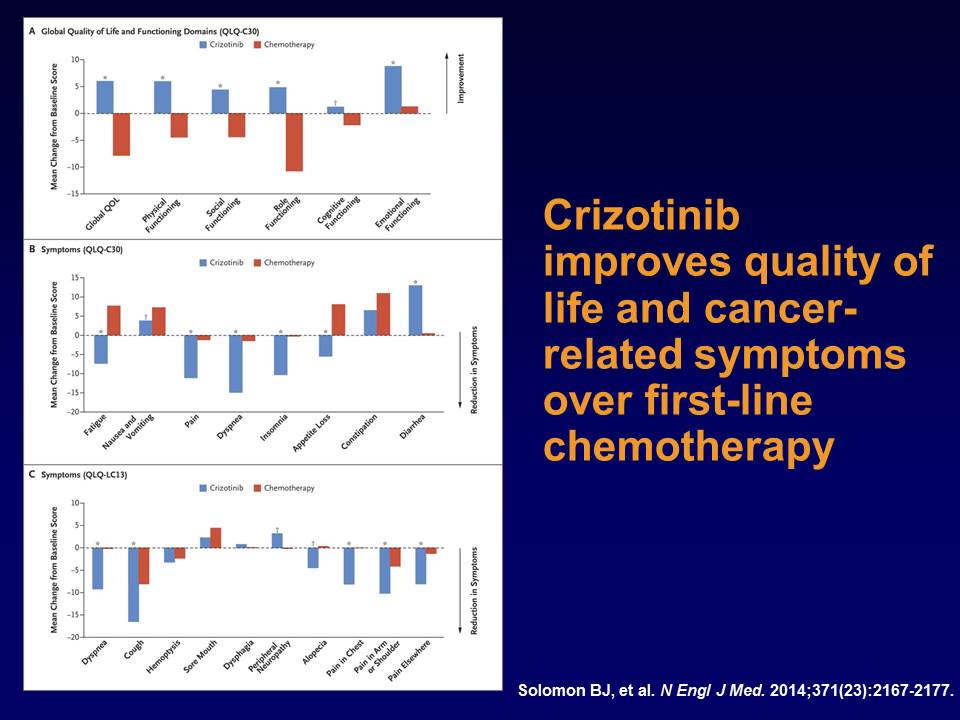 A Global Quality of Life and Functioning Domains (QLQ-C30)
Crizotinib Chemotherapy
Mean Change from Baseline Score
10
5
0
–5
–10
–15
Improvement
Global QOL
Physical
Functioning
Social
Functioning
Role
Functioning
Cognitive
Functioning
Emotional
Functioning
* * * * † *
B Symptoms (QLQ-C30)
Crizotinib Chemotherapy
Mean Change from Baseline Score
15
10
5
0
–5
–10
–15
–20
* † * * * * *
Reduction in Symptoms
Fatigue
Nausea and
Vomiting
Pain
Dyspnea
Insomnia
Appetite Loss
Constipation
Diarrhea
C Symptoms (QLQ-LC13)
Crizotinib Chemotherapy
Mean Change from Baseline Score
10
5
0
–5
–10
–15
–20
* * † † * * *
Reduction in Symptoms
Dyspnea
Cough
Hemoptysis
Sore Mouth
Dysphagia
Peripheral
Neuropathy
Alopecia
Pain in Chest
Pain in Arm
or Shoulder
Pain Elsewhere
Crizotinib
improves quality of
life and cancer-
related symptoms
over first-line
chemotherapy
Solomon BJ, et al. N Engl J Med. 2014;371(23):2167-2177.